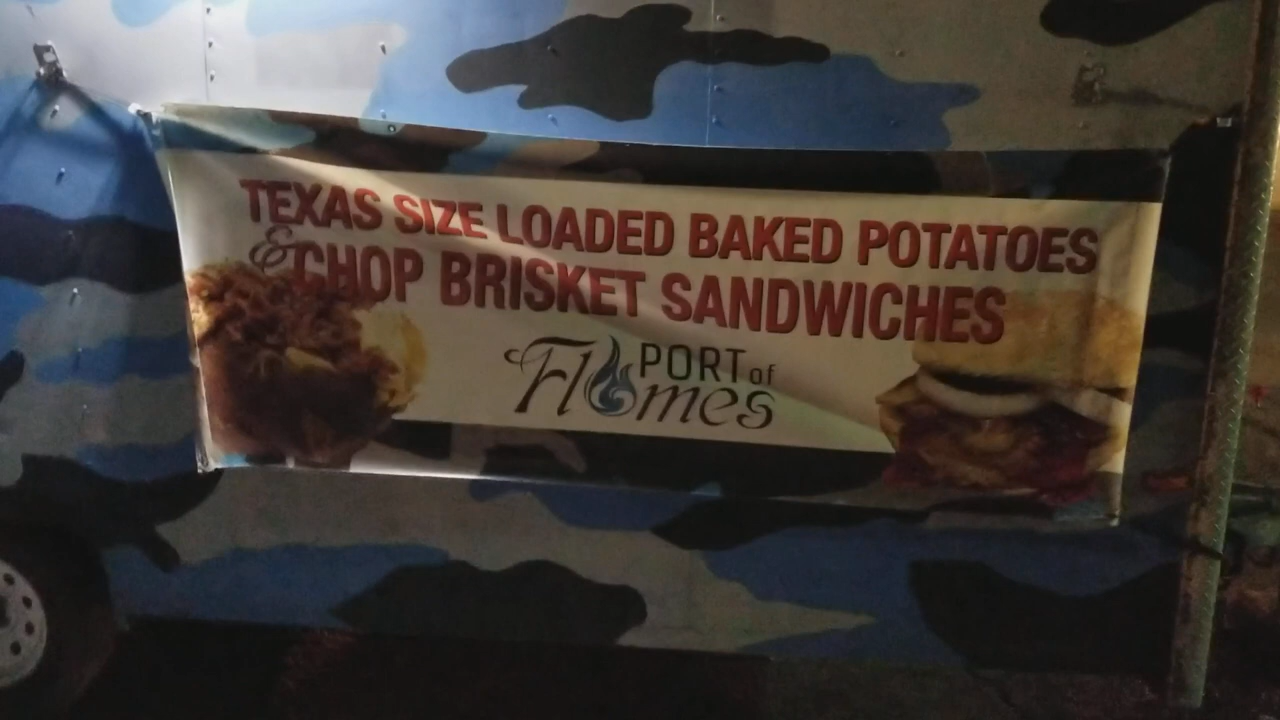 TEXAS SIZE LOADED BAKED POTATOES
& CHOP BRISKET SANDWICHES
PORT of
Flames